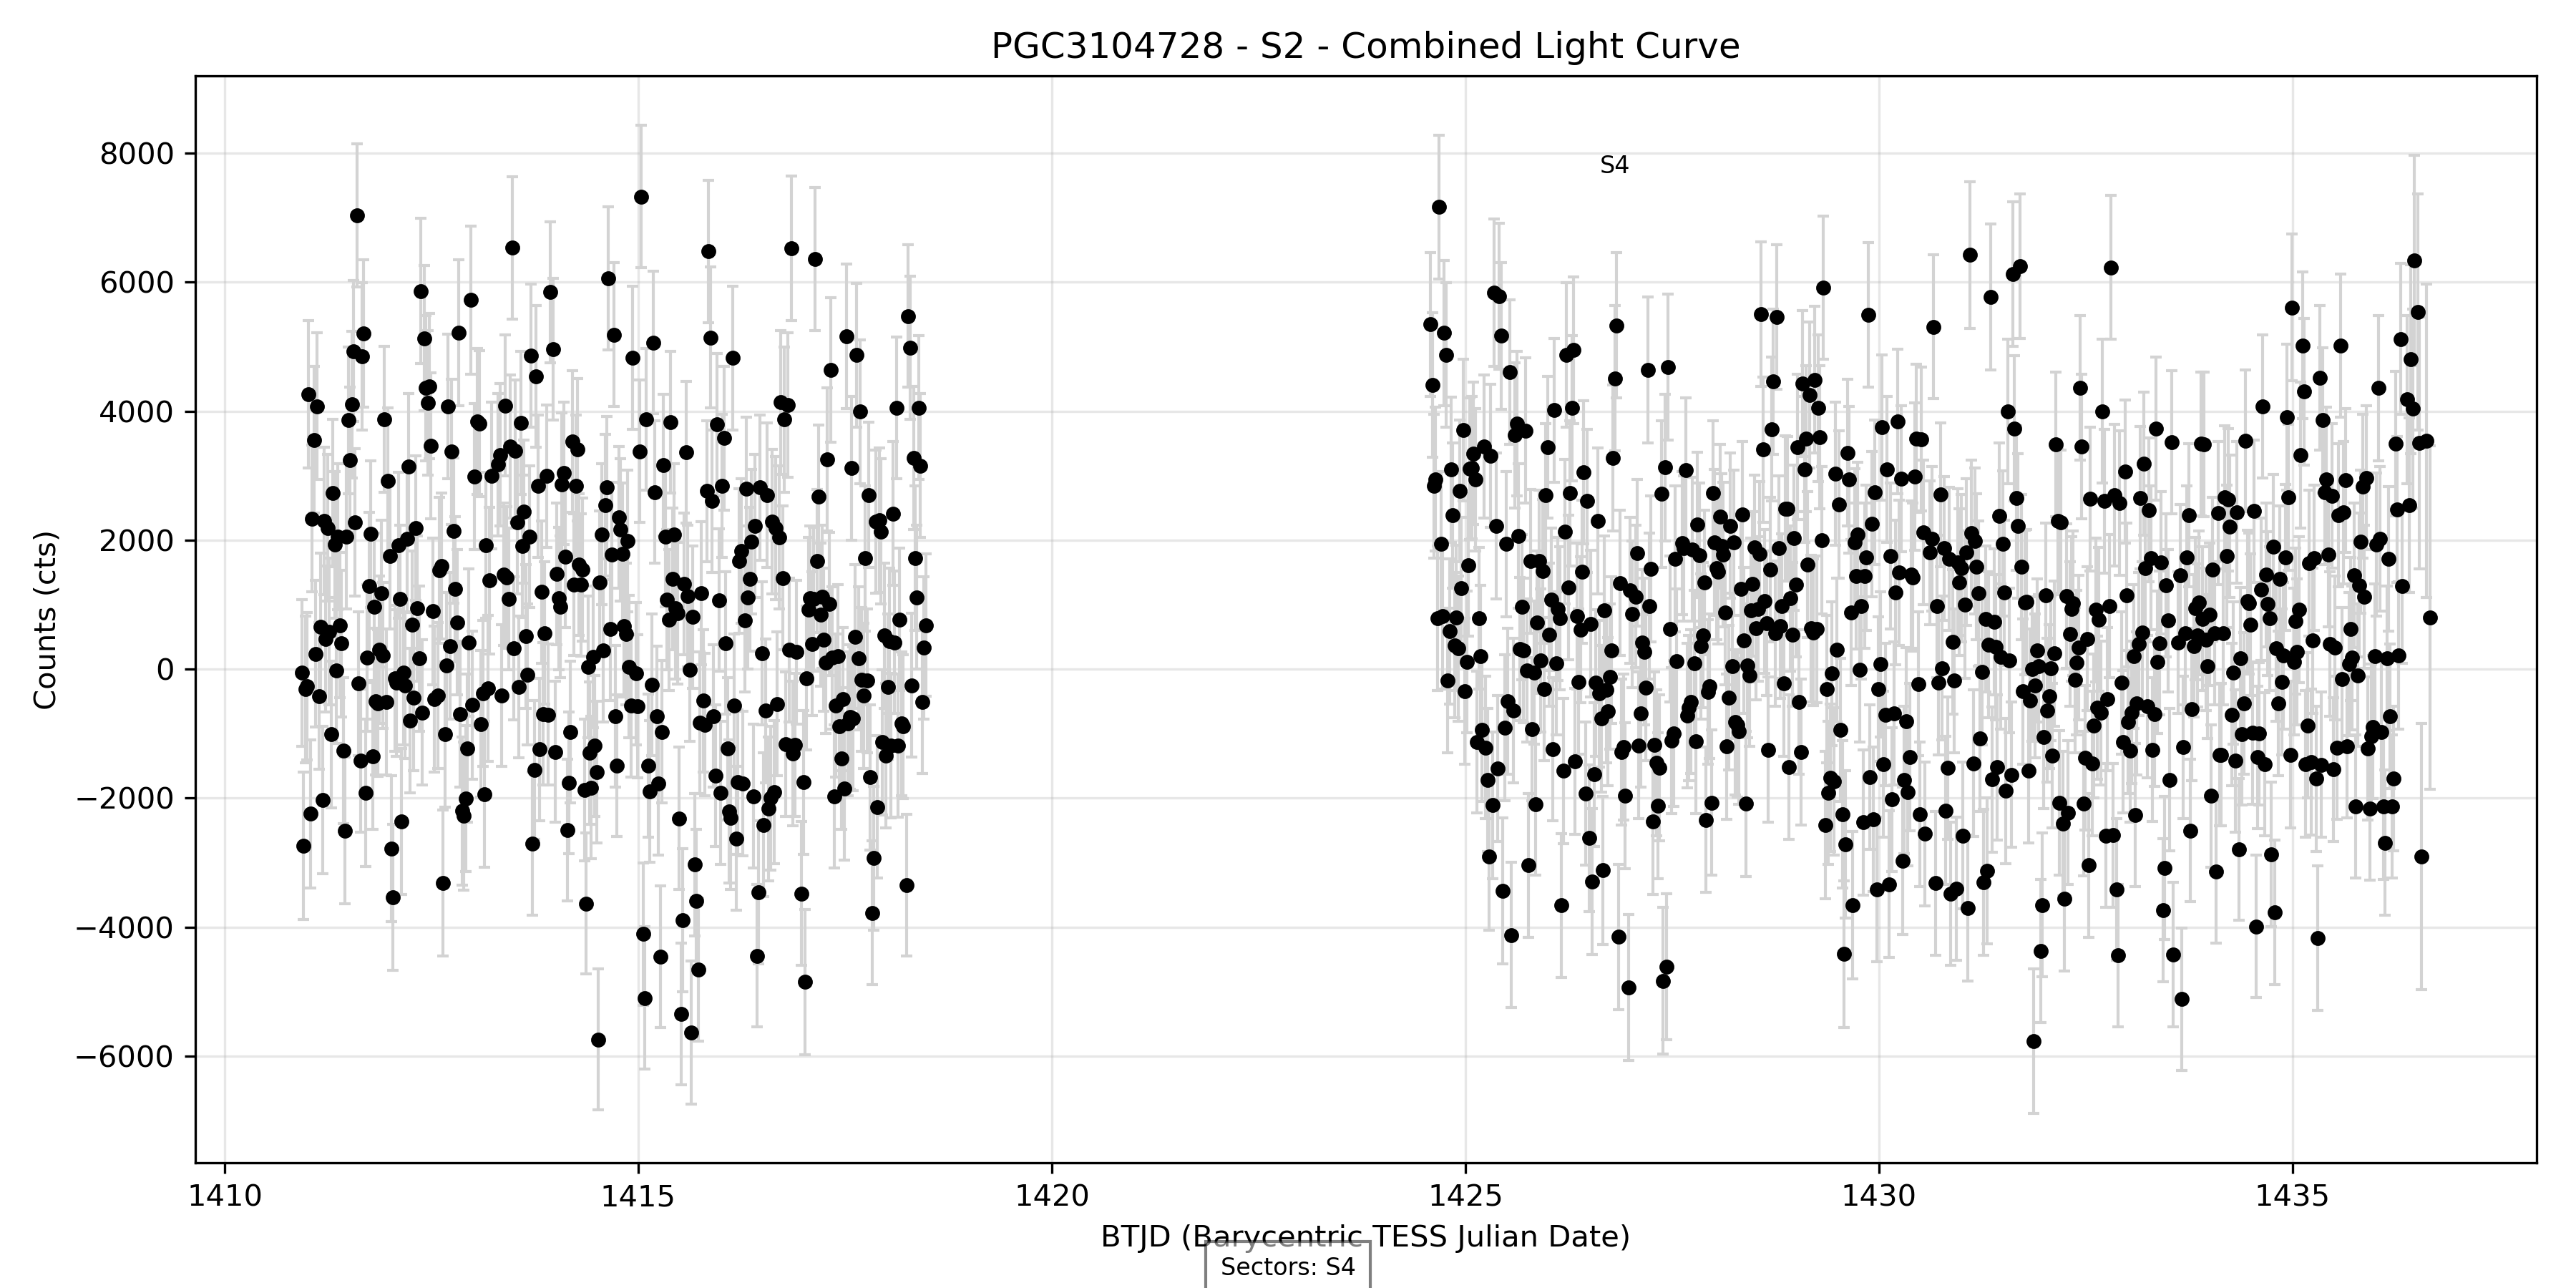 PGC3104728 - S2 - Combined Light Curve
8000
6000
4000
2000
0
−2000
−4000
−6000
Counts (cts)
S4
1410
1415
1420
1425
1430
1435
BTJD (Barycentric TESS Julian Date)
Sectors: S4